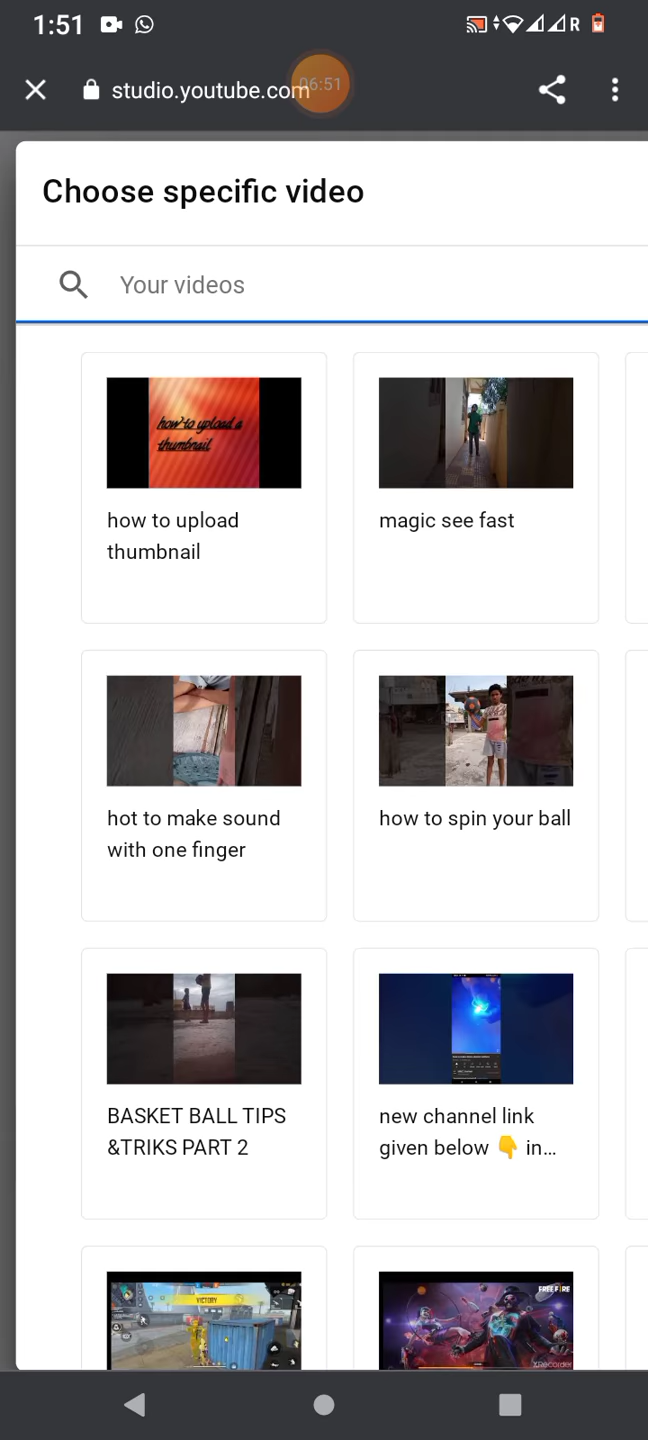 1:51
R
studio.youtube.com
06:51
Choose specific video
Your videos
how to upload a
thumbnail
how to upload
thumbnail
magic see fast
hot to make sound
with one finger
how to spin your ball
BASKET BALL TIPS
&TRIKS PART 2
new channel link
given below 👇 in...
VICTORY
FREE FIRE
XRecorder